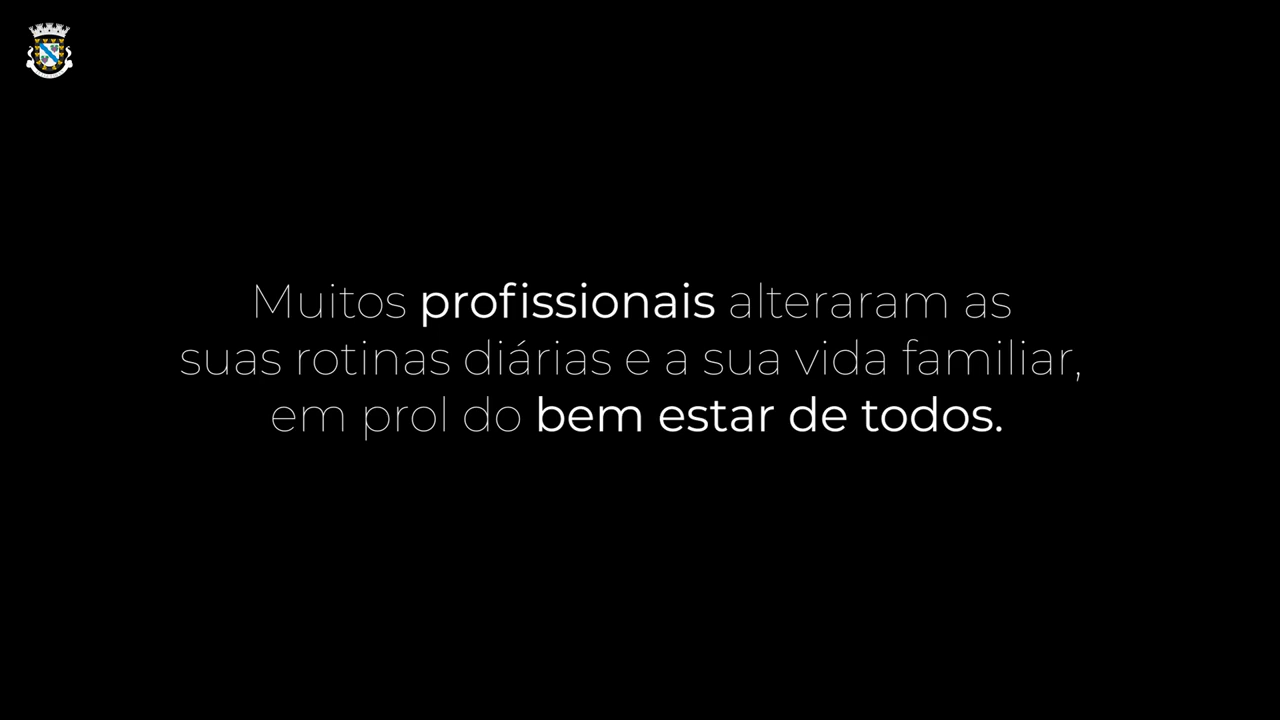 Muitos profissionais alteraram as
suas rotinas diárias e a sua vida familiar,
em prol do bem estar de todos.